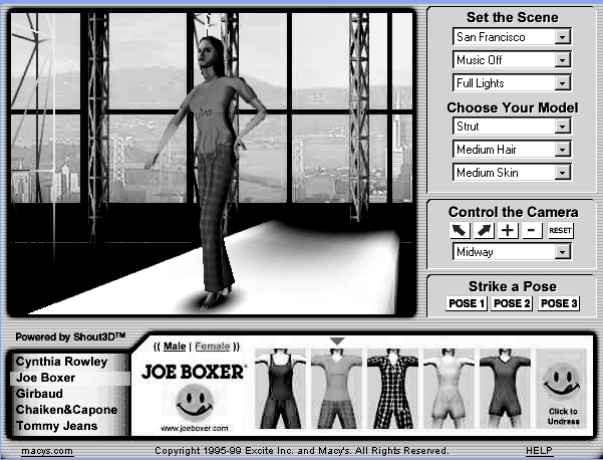 Set the Scene
San Francisco
Music Off
Full Lights
Choose Your Model
Strut
Medium Hair
Medium Skin
Control the Camera
+ - RESET
Midway
Strike a Pose
POSE 1 POSE 2 POSE 3
Powered by Shout3D™
(( Male | Female ))
Cynthia Rowley
Joe Boxer
Girbaud
Chaiken&Capone
Tommy Jeans
JOE BOXER®
www.joeboxer.com
Click to
Undress
macys.com
Copyright 1995-99 Excite Inc. and Macy's. All Rights Reserved.
HELP